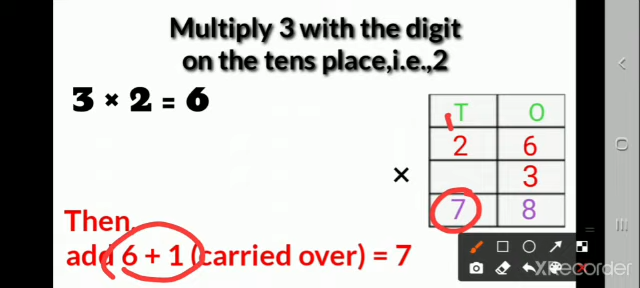 Multiply 3 with the digit
on the tens place,i.e.,2
3 × 2 = 6
1
T O
2 6
× 3
7 8
Then,
add 6 + 1 (carried over) = 7
XRecorder